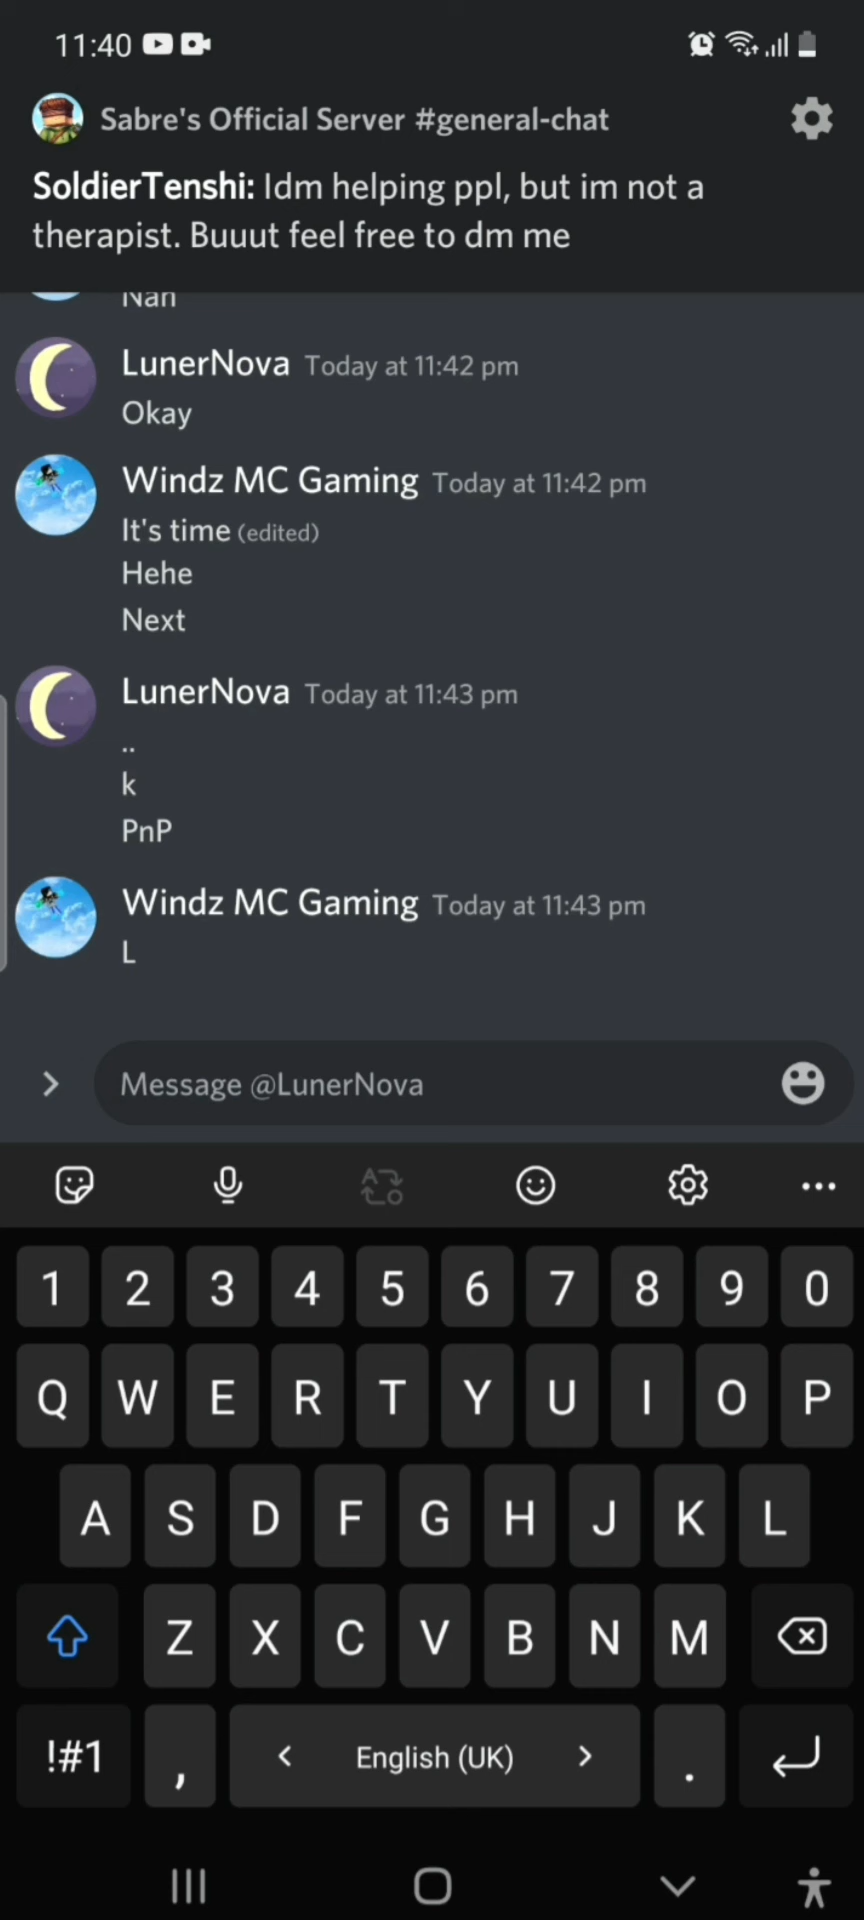 11:40
Sabre's Official Server #general-chat
SoldierTenshi: Idm helping ppl, but im not a
therapist. Buuut feel free to dm me
Nah
LunerNova Today at 11:42 pm
Okay
Windz MC Gaming Today at 11:42 pm
It's time (edited)
Hehe
Next
LunerNova Today at 11:43 pm
..
k
PnP
Windz MC Gaming Today at 11:43 pm
L
Message @LunerNova
1 2 3 4 5 6 7 8 9 0
Q W E R T Y U I O P
A S D F G H J K L
Z X C V B N M
!#1 , < English (UK) > .